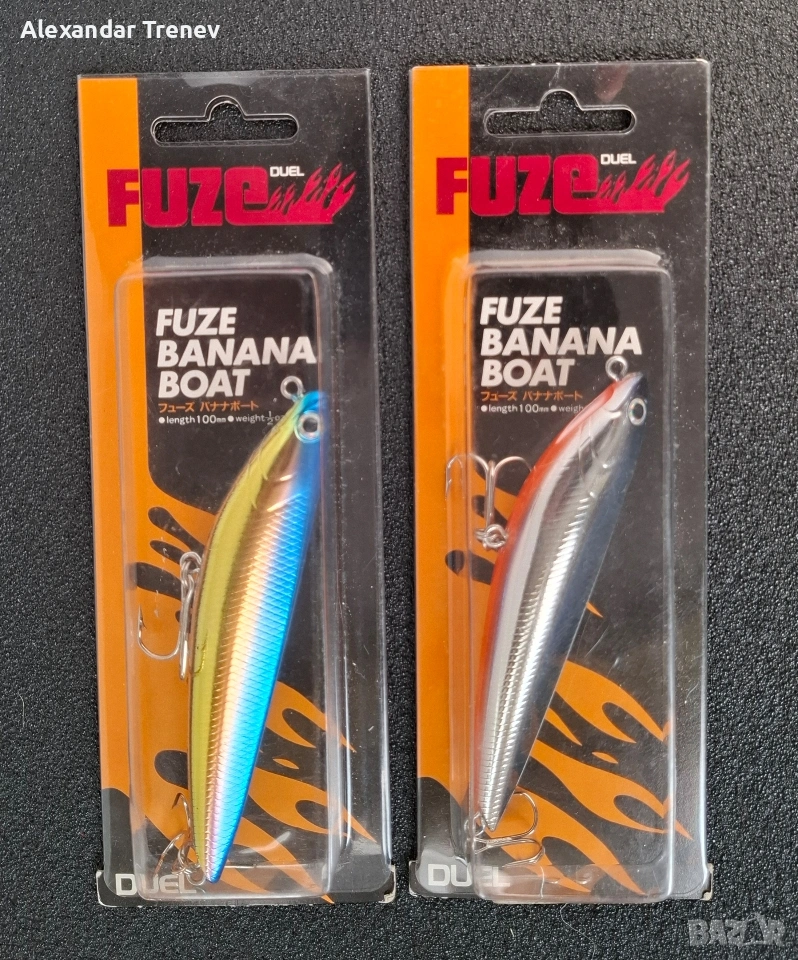 Alexandar Trenev
DUEL
FUZE
FUZE
BANANA
BOAT
フューズ バナナボート
●length 100mm ●weight
DUEL
DUEL
FUZE
FUZE
BANANA
BOAT
フューズ バナナボート
●length 100mm ●weigh
DUEL
BAZAR